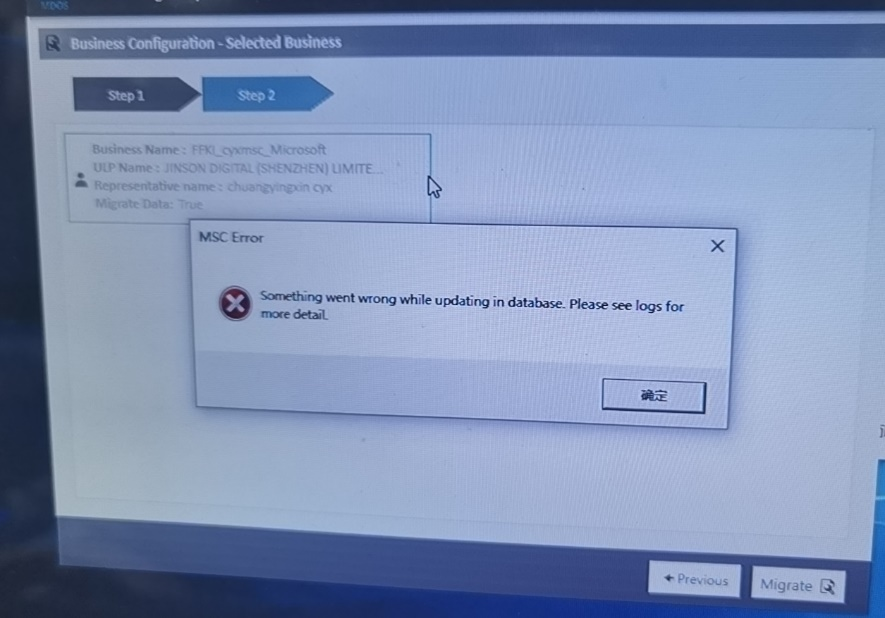 MDOS
Business Configuration - Selected Business
Step 1
Step 2
Business Name : FFKI_cyxmsc_Microsoft
ULP Name : JINSON DIGITAL (SHENZHEN) LIMITE...
Representative name : chuangyingxin cyx
Migrate Data: True
MSC Error
Something went wrong while updating in database. Please see logs for
more detail.
确定
Previous
Migrate